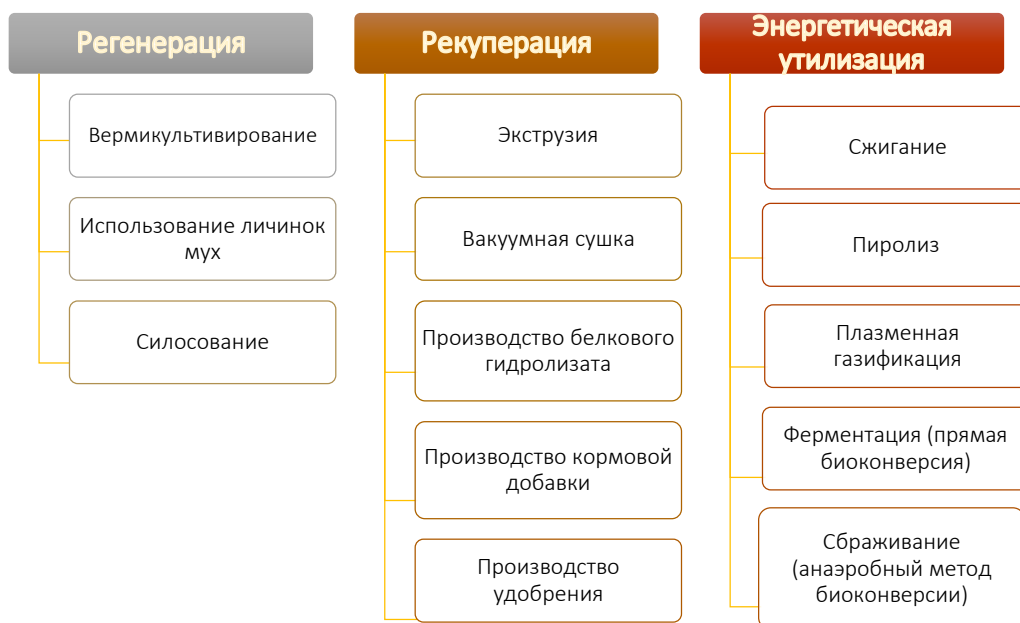 Регенерация
Вермикультивирование
Использование личинок
мух
Силосование
Рекуперация
Экструзия
Вакуумная сушка
Производство белкового
гидролизата
Производство кормовой
добавки
Производство
удобрения
Энергетическая
утилизация
Сжигание
Пиролиз
Плазменная
газификация
Ферментация (прямая
биоконверсия)
Сбраживание
(анаэробный метод
биоконверсии)